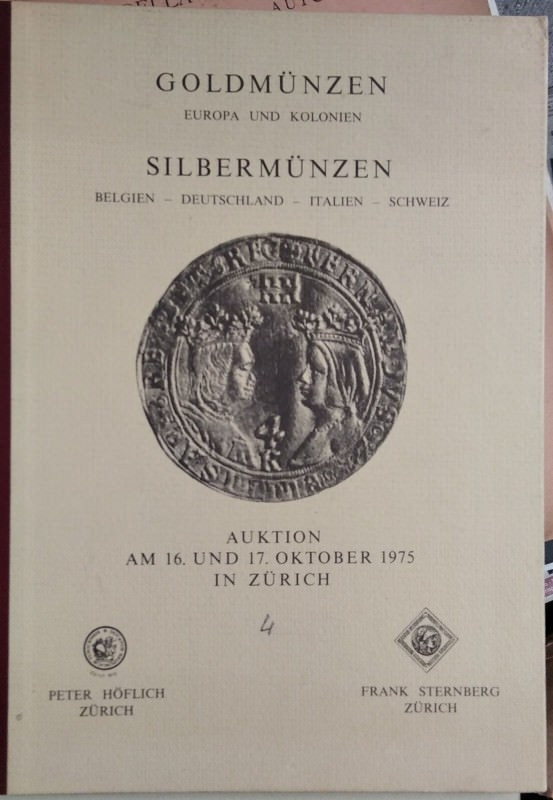 GOLDMÜNZEN
EUROPA UND KOLONIEN
SILBERMÜNZEN
BELGIEN – DEUTSCHLAND – ITALIEN – SCHWEIZ
AUKTION
AM 16. UND 17. OKTOBER 1975
IN ZÜRICH
4
PETER HÖFLICH
ZÜRICH
FRANK STERNBERG
ZÜRICH